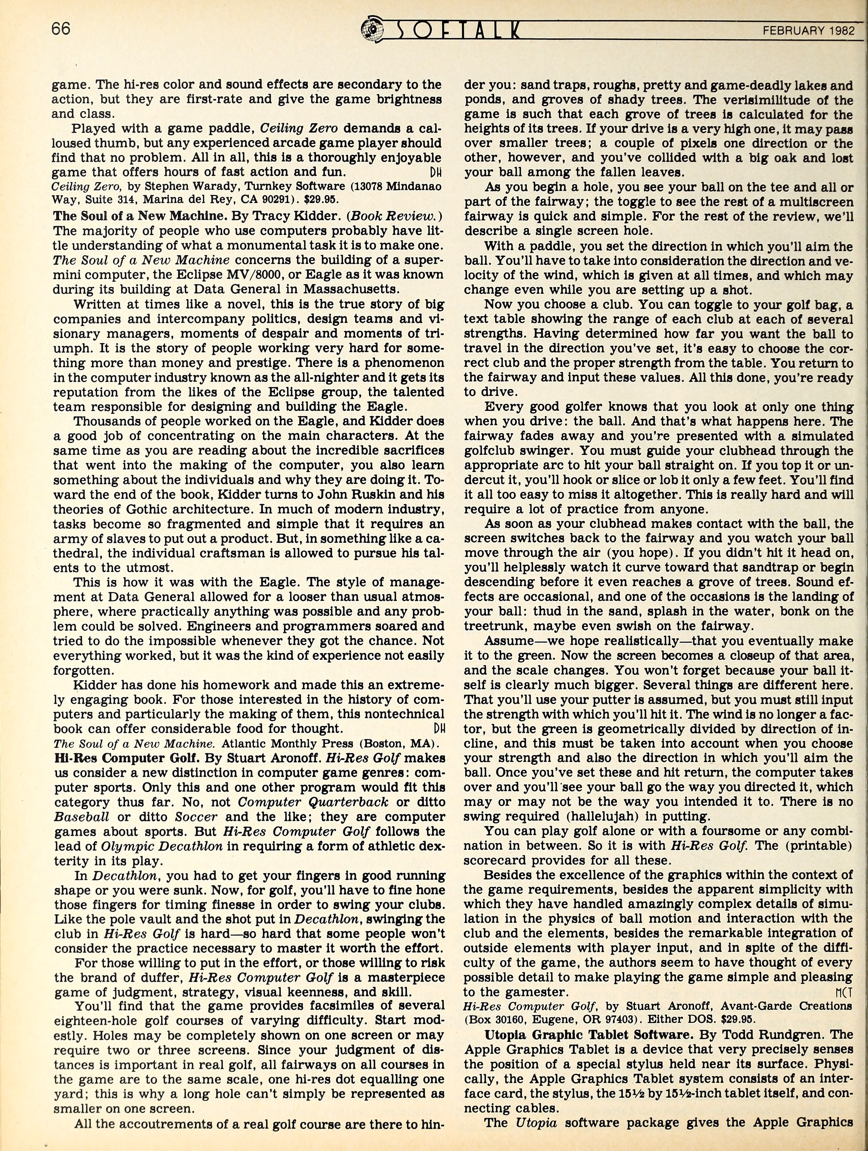 66
SOFTALK
FEBRUARY 1982
game. The hi-res color and sound effects are secondary to the
action, but they are first-rate and give the game brightness
and class.
Played with a game paddle, Ceiling Zero demands a cal-
loused thumb, but any experienced arcade game player should
find that no problem. All in all, this is a thoroughly enjoyable
game that offers hours of fast action and fun. DH
Ceiling Zero, by Stephen Warady, Turnkey Software (13078 Mindanao
Way, Suite 314, Marina del Rey, CA 90291). $29.95.
The Soul of a New Machine. By Tracy Kidder. (Book Review.)
The majority of people who use computers probably have lit-
tle understanding of what a monumental task it is to make one.
The Soul of a New Machine concerns the building of a super-
mini computer, the Eclipse MV/8000, or Eagle as it was known
during its building at Data General in Massachusetts.
Written at times like a novel, this is the true story of big
companies and intercompany politics, design teams and vi-
sionary managers, moments of despair and moments of tri-
umph. It is the story of people working very hard for some-
thing more than money and prestige. There is a phenomenon
in the computer industry known as the all-nighter and it gets its
reputation from the likes of the Eclipse group, the talented
team responsible for designing and building the Eagle.
Thousands of people worked on the Eagle, and Kidder does
a good job of concentrating on the main characters. At the
same time as you are reading about the incredible sacrifices
that went into the making of the computer, you also learn
something about the individuals and why they are doing it. To-
ward the end of the book, Kidder turns to John Ruskin and his
theories of Gothic architecture. In much of modern industry,
tasks become so fragmented and simple that it requires an
army of slaves to put out a product. But, in something like a ca-
thedral, the individual craftsman is allowed to pursue his tal-
ents to the utmost.
This is how it was with the Eagle. The style of manage-
ment at Data General allowed for a looser than usual atmos-
phere, where practically anything was possible and any prob-
lem could be solved. Engineers and programmers soared and
tried to do the impossible whenever they got the chance. Not
everything worked, but it was the kind of experience not easily
forgotten.
Kidder has done his homework and made this an extreme-
ly engaging book. For those interested in the history of com-
puters and particularly the making of them, this nontechnical
book can offer considerable food for thought. DH
The Soul of a New Machine. Atlantic Monthly Press (Boston, MA).
Hi-Res Computer Golf. By Stuart Aronoff. Hi-Res Golf makes
us consider a new distinction in computer game genres: com-
puter sports. Only this and one other program would fit this
category thus far. No, not Computer Quarterback or ditto
Baseball or ditto Soccer and the like; they are computer
games about sports. But Hi-Res Computer Golf follows the
lead of Olympic Decathlon in requiring a form of athletic dex-
terity in its play.
In Decathlon, you had to get your fingers in good running
shape or you were sunk. Now, for golf, you'll have to fine hone
those fingers for timing finesse in order to swing your clubs.
Like the pole vault and the shot put in Decathlon, swinging the
club in Hi-Res Golf is hard—so hard that some people won't
consider the practice necessary to master it worth the effort.
For those willing to put in the effort, or those willing to risk
the brand of duffer, Hi-Res Computer Golf is a masterpiece
game of judgment, strategy, visual keenness, and skill.
You'll find that the game provides facsimiles of several
eighteen-hole golf courses of varying difficulty. Start mod-
estly. Holes may be completely shown on one screen or may
require two or three screens. Since your judgment of dis-
tances is important in real golf, all fairways on all courses in
the game are to the same scale, one hi-res dot equalling one
yard; this is why a long hole can't simply be represented as
smaller on one screen.
All the accoutrements of a real golf course are there to hin-
der you: sand traps, roughs, pretty and game-deadly lakes and
ponds, and groves of shady trees. The verisimilitude of the
game is such that each grove of trees is calculated for the
heights of its trees. If your drive is a very high one, it may pass
over smaller trees; a couple of pixels one direction or the
other, however, and you've collided with a big oak and lost
your ball among the fallen leaves.
As you begin a hole, you see your ball on the tee and all or
part of the fairway; the toggle to see the rest of a multiscreen
fairway is quick and simple. For the rest of the review, we'll
describe a single screen hole.
With a paddle, you set the direction in which you'll aim the
ball. You'll have to take into consideration the direction and ve-
locity of the wind, which is given at all times, and which may
change even while you are setting up a shot.
Now you choose a club. You can toggle to your golf bag, a
text table showing the range of each club at each of several
strengths. Having determined how far you want the ball to
travel in the direction you've set, it's easy to choose the cor-
rect club and the proper strength from the table. You return to
the fairway and input these values. All this done, you're ready
to drive.
Every good golfer knows that you look at only one thing
when you drive: the ball. And that's what happens here. The
fairway fades away and you're presented with a simulated
golfclub swinger. You must guide your clubhead through the
appropriate arc to hit your ball straight on. If you top it or un-
dercut it, you'll hook or slice or lob it only a few feet. You'll find
it all too easy to miss it altogether. This is really hard and will
require a lot of practice from anyone.
As soon as your clubhead makes contact with the ball, the
screen switches back to the fairway and you watch your ball
move through the air (you hope). If you didn't hit it head on,
you'll helplessly watch it curve toward that sandtrap or begin
descending before it even reaches a grove of trees. Sound ef-
fects are occasional, and one of the occasions is the landing of
your ball: thud in the sand, splash in the water, bonk on the
treetrunk, maybe even swish on the fairway.
Assume—we hope realistically—that you eventually make
it to the green. Now the screen becomes a closeup of that area,
and the scale changes. You won't forget because your ball it-
self is clearly much bigger. Several things are different here.
That you'll use your putter is assumed, but you must still input
the strength with which you'll hit it. The wind is no longer a fac-
tor, but the green is geometrically divided by direction of in-
cline, and this must be taken into account when you choose
your strength and also the direction in which you'll aim the
ball. Once you've set these and hit return, the computer takes
over and you'll see your ball go the way you directed it, which
may or may not be the way you intended it to. There is no
swing required (hallelujah) in putting.
You can play golf alone or with a foursome or any combi-
nation in between. So it is with Hi-Res Golf. The (printable)
scorecard provides for all these.
Besides the excellence of the graphics within the context of
the game requirements, besides the apparent simplicity with
which they have handled amazingly complex details of simu-
lation in the physics of ball motion and interaction with the
club and the elements, besides the remarkable integration of
outside elements with player input, and in spite of the diffi-
culty of the game, the authors seem to have thought of every
possible detail to make playing the game simple and pleasing
to the gamester. MCT
Hi-Res Computer Golf, by Stuart Aronoff, Avant-Garde Creations
(Box 30160, Eugene, OR 97403). Either DOS. $29.95.
Utopia Graphic Tablet Software. By Todd Rundgren. The
Apple Graphics Tablet is a device that very precisely senses
the position of a special stylus held near its surface. Physi-
cally, the Apple Graphics Tablet system consists of an inter-
face card, the stylus, the 15½ by 15½-inch tablet itself, and con-
necting cables.
The Utopia software package gives the Apple Graphics